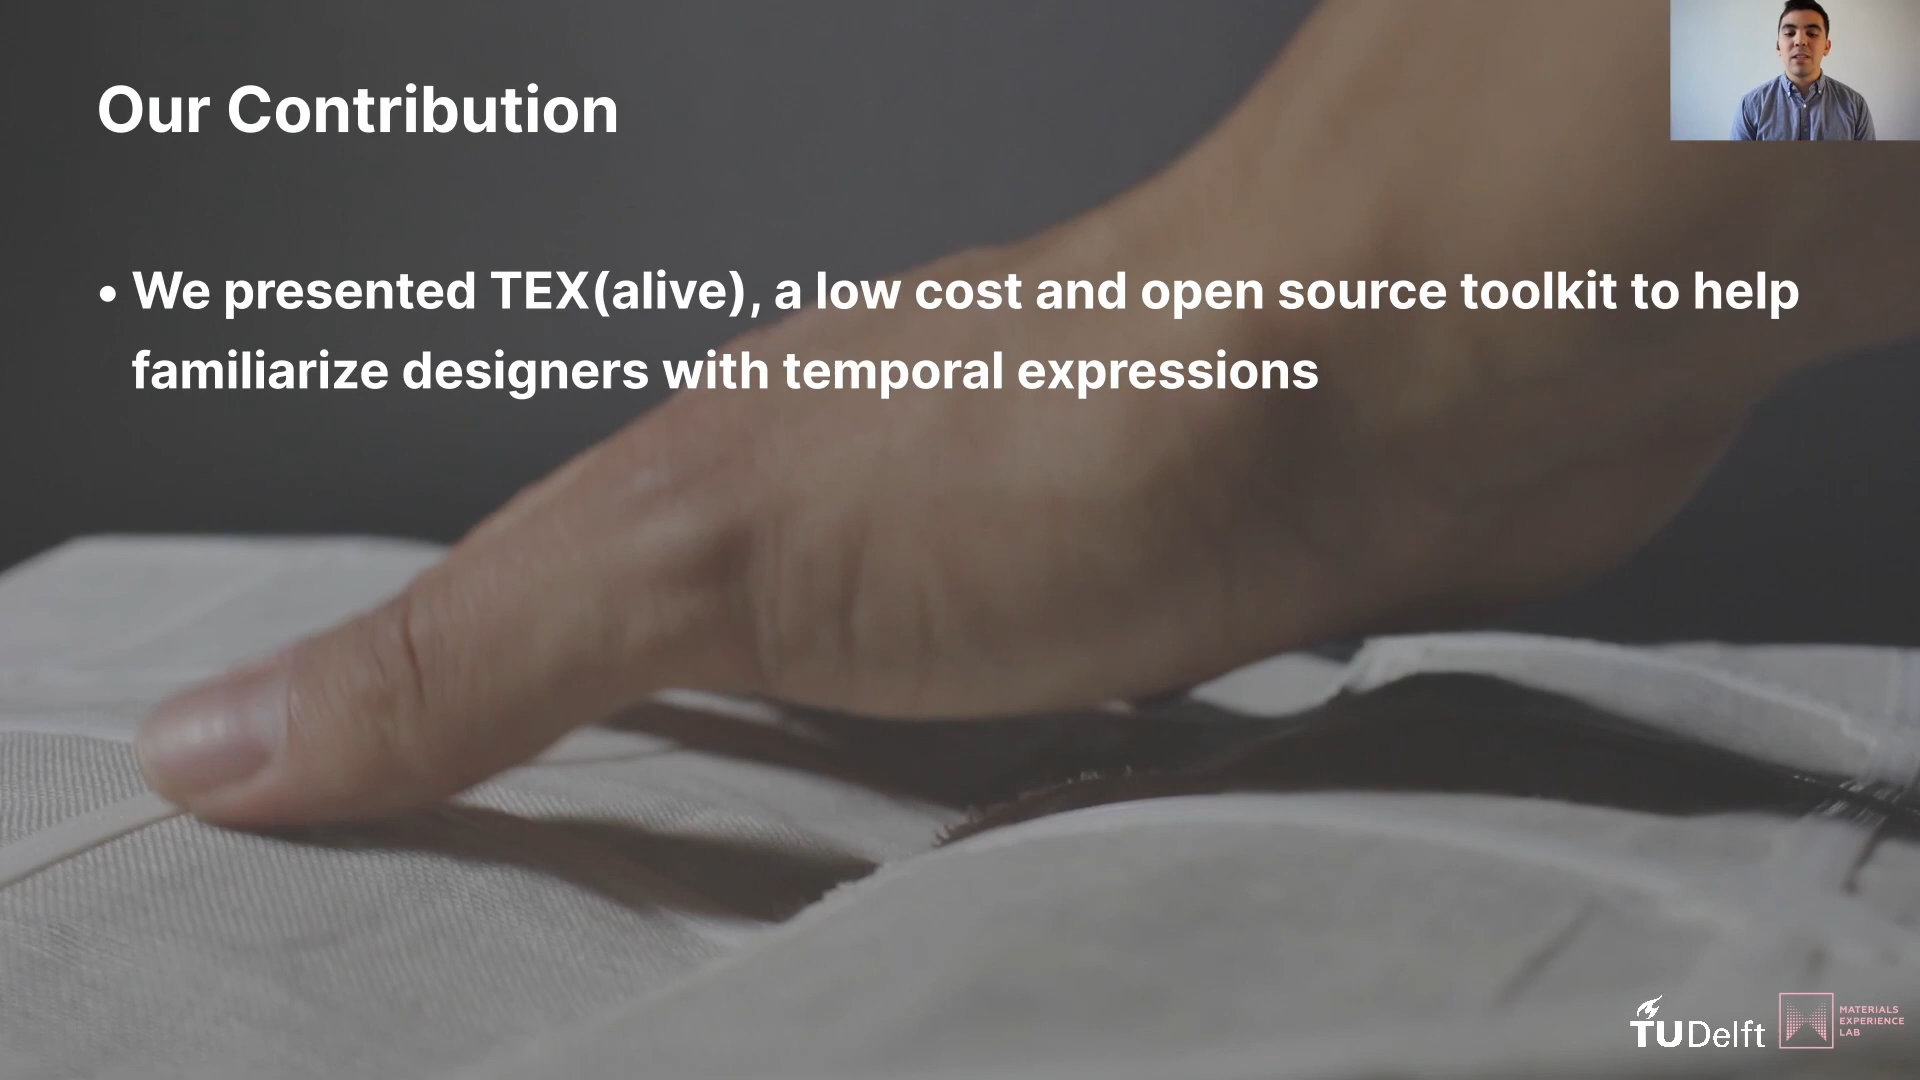 Our Contribution
• We presented TEX(alive), a low cost and open source toolkit to help
familiarize designers with temporal expressions
TUDelft
MATERIALS
EXPERIENCE
LAB